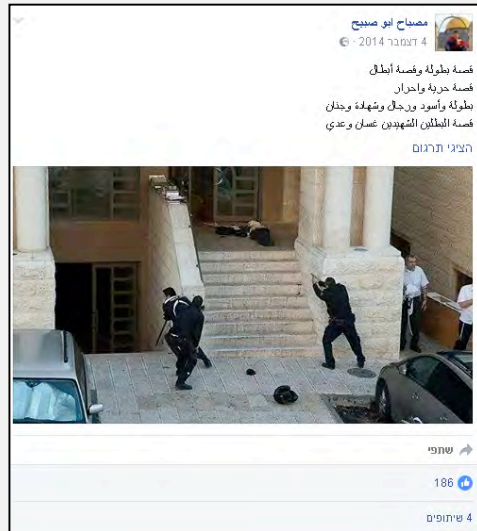 مصباح ابو صبيح
4 דצמבר 2014 ·
قصة بطولة وقصة أبطال
قصة حرية واحرار
بطولة وأسود ورجال وشهادة وجنان
قصة البطلين الشهيدين غسان وعدي
הציגי תרגום
שתפי
186
4 שיתופים